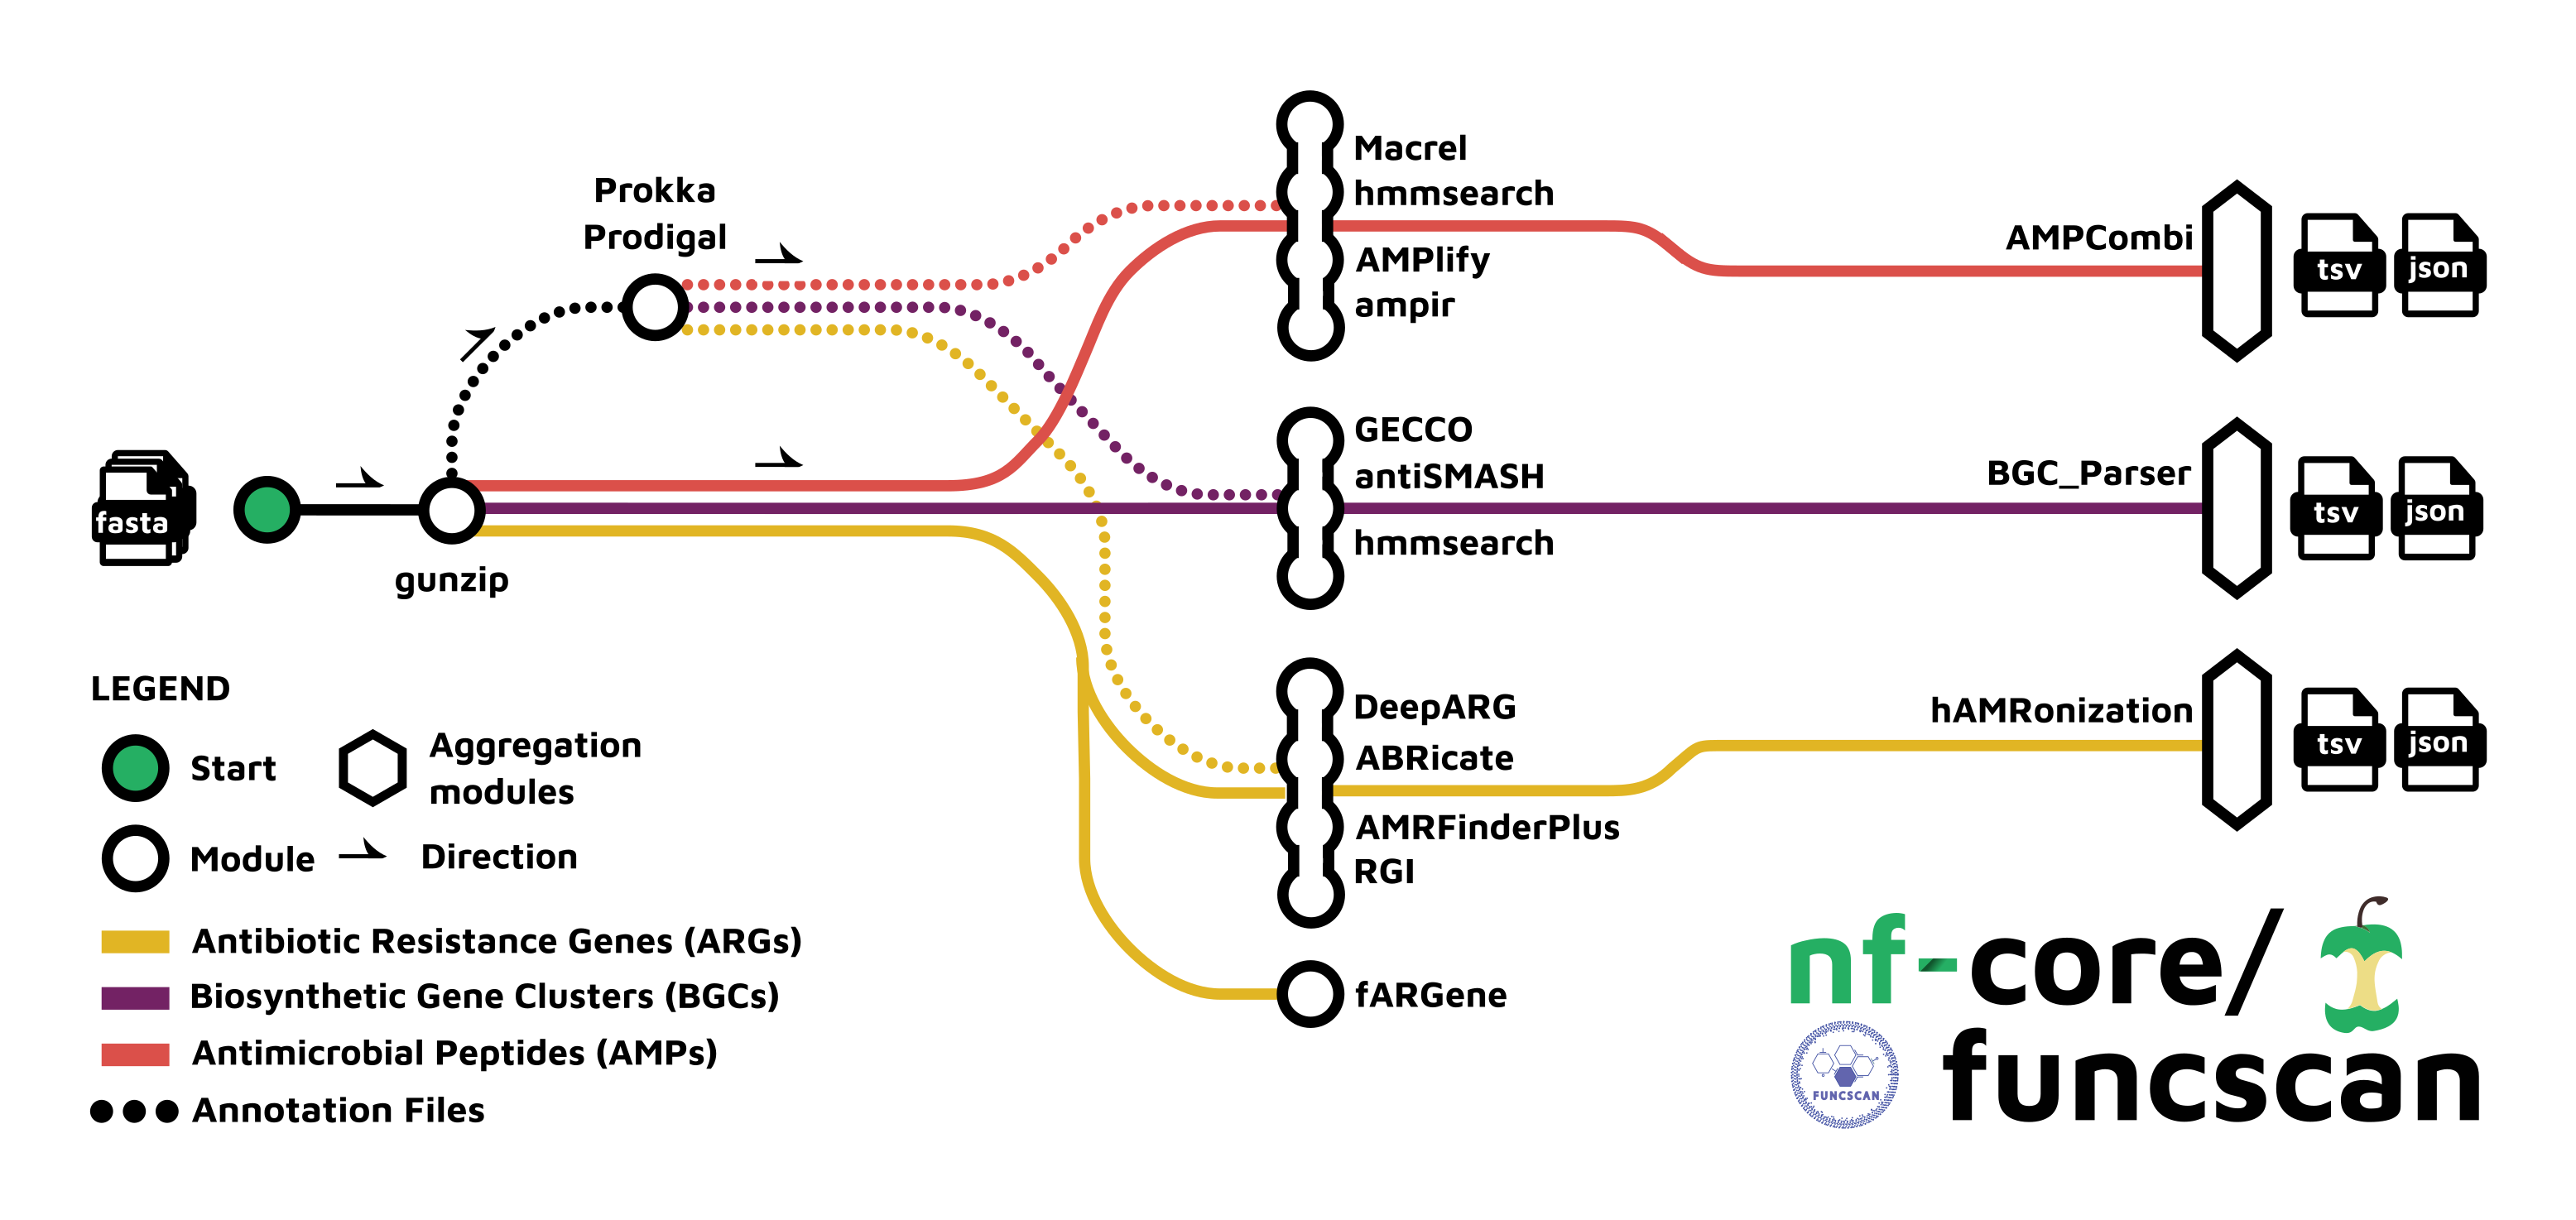 Prokka
Prodigal
gunzip
fasta
Macrel
hmmsearch
AMPlify
ampir
GECCO
antiSMASH
hmmsearch
DeepARG
ABRicate
AMRFinderPlus
RGI
fARGene
AMPCombi
tsv
json
BGC_Parser
tsv
json
hAMRonization
tsv
json
LEGEND
Start
Aggregation
modules
Module
Direction
Antibiotic Resistance Genes (ARGs)
Biosynthetic Gene Clusters (BGCs)
Antimicrobial Peptides (AMPs)
Annotation Files
nf-core/
funcscan
FUNCSCAN